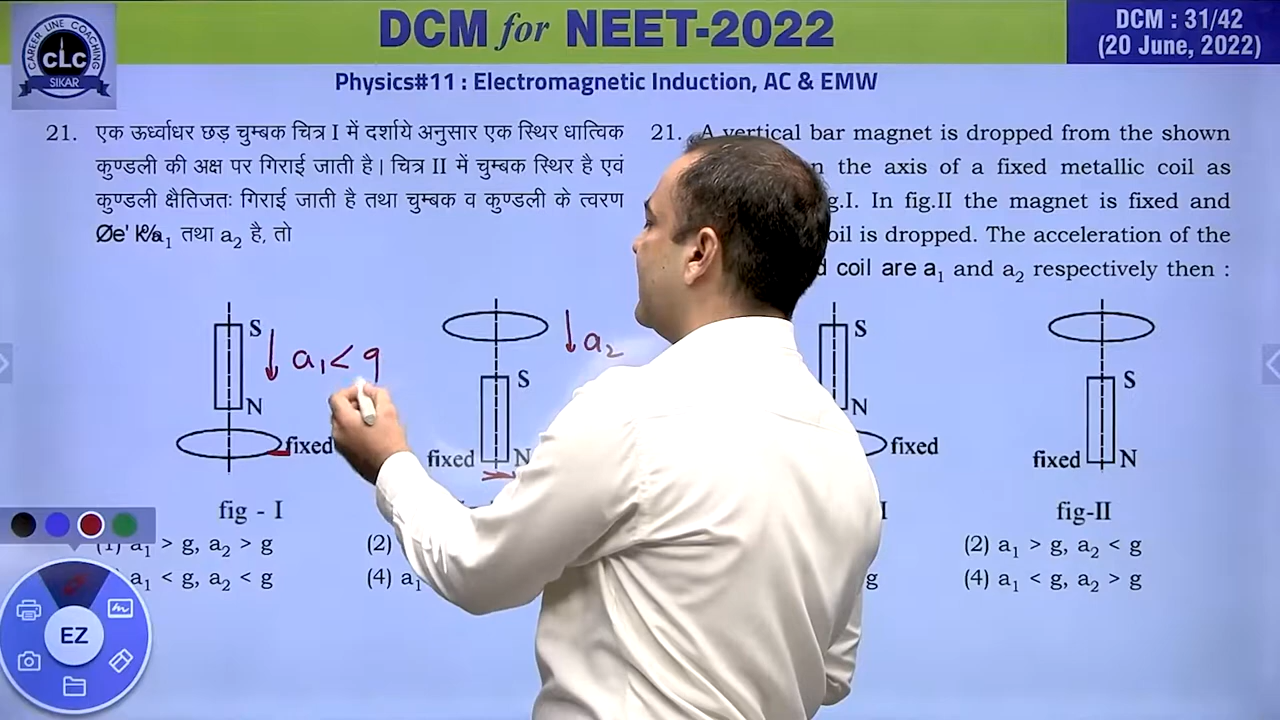 CAREER LINE COACHING
CLC
SIKAR
DCM for NEET-2022
DCM : 31/42
(20 June, 2022)
Physics#11 : Electromagnetic Induction, AC & EMW
21. एक ऊर्ध्वाधर छड़ चुम्बक चित्र I में दर्शाये अनुसार एक स्थिर धात्विक
कुण्डली की अक्ष पर गिराई जाती है। चित्र II में चुम्बक स्थिर है एवं
कुण्डली क्षैतिजतः गिराई जाती है तथा चुम्बक व कुण्डली के त्वरण
Øe' k%a₁ तथा a₂ है, तो
S
a₁ < g
N
fixed
fig - I
a₂
S
fixed N
(1) a₁ > g, a₂ > g
(2)
a₁ < g, a₂ < g
(4) a₁
21. A vertical bar magnet is dropped from the shown
on the axis of a fixed metallic coil as
g.I. In fig.II the magnet is fixed and
oil is dropped. The acceleration of the
d coil are a₁ and a₂ respectively then :
S
N
fixed
I
S
fixed N
fig-II
(2) a₁ > g, a₂ < g
g
(4) a₁ < g, a₂ > g
EZ